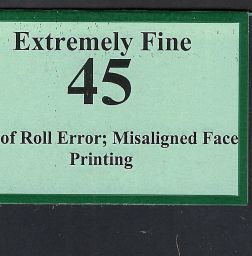 Extremely Fine
45
of Roll Error; Misaligned Face
Printing